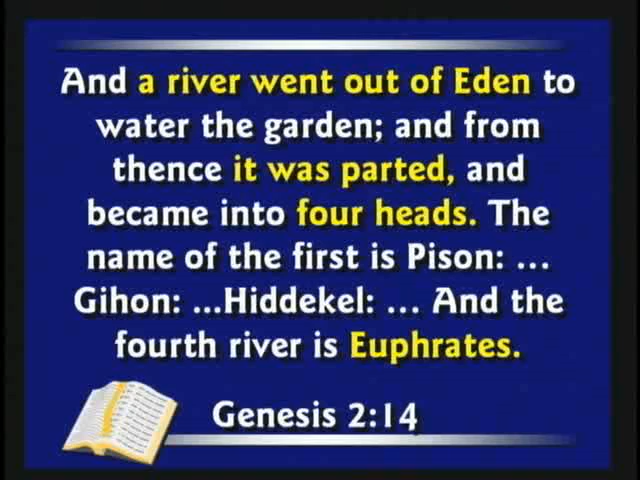 And a river went out of Eden to
water the garden; and from
thence it was parted, and
became into four heads. The
name of the first is Pison: ...
Gihon: ...Hiddekel: ... And the
fourth river is Euphrates.
Genesis 2:14